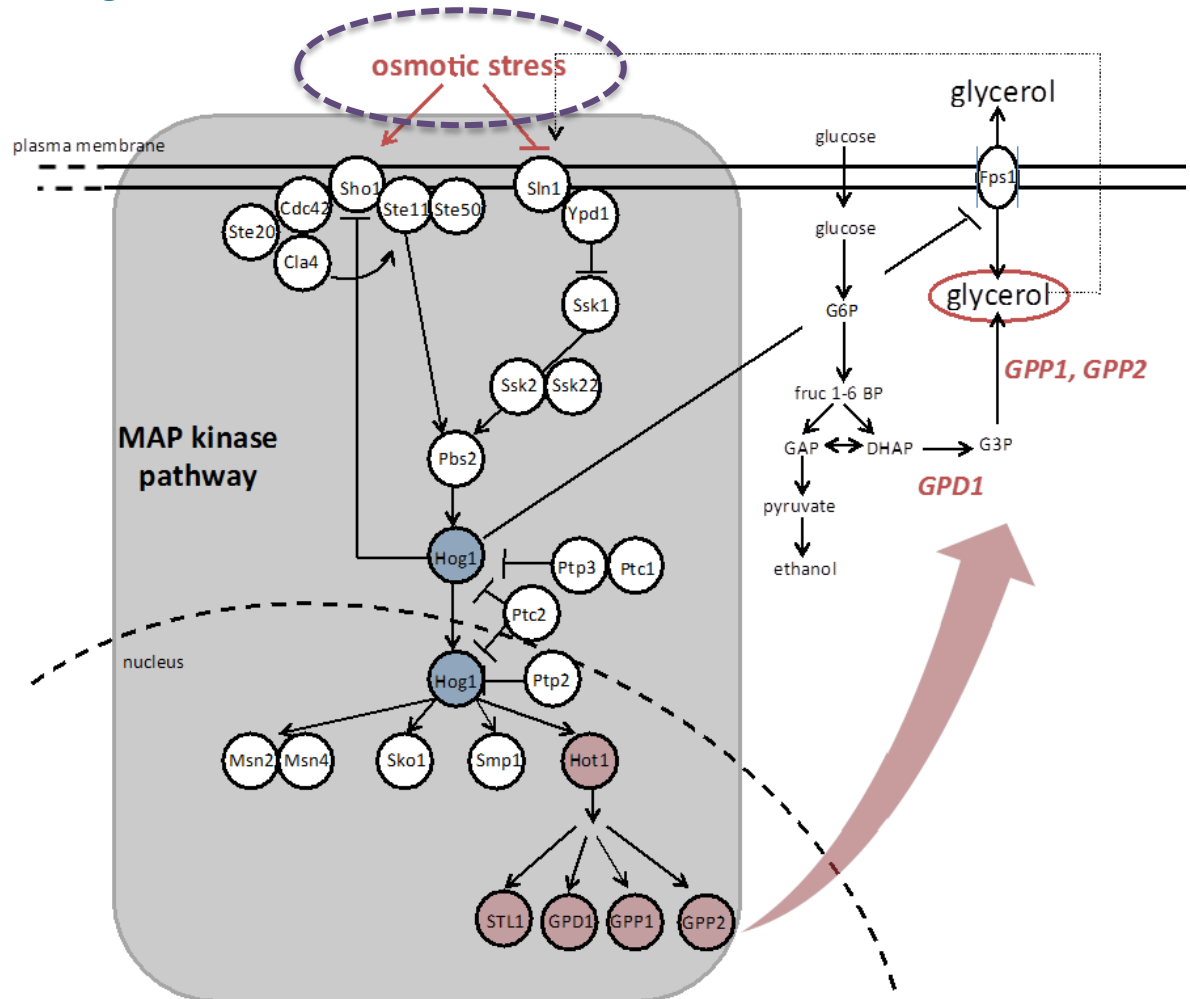 osmotic stress
glycerol
plasma membrane
glucose
Sho1
Sln1
Fps1
Cdc42
Ste11
Ste50
Ypd1
Ste20
glucose
Cla4
glycerol
Ssk1
G6P
GPP1, GPP2
Ssk2
Ssk22
fruc 1-6 BP
MAP kinase
pathway
Pbs2
GAP
DHAP
G3P
GPD1
pyruvate
Hog1
Ptp3
Ptc1
ethanol
Ptc2
nucleus
Hog1
Ptp2
Msn2
Msn4
Sko1
Smp1
Hot1
STL1
GPD1
GPP1
GPP2